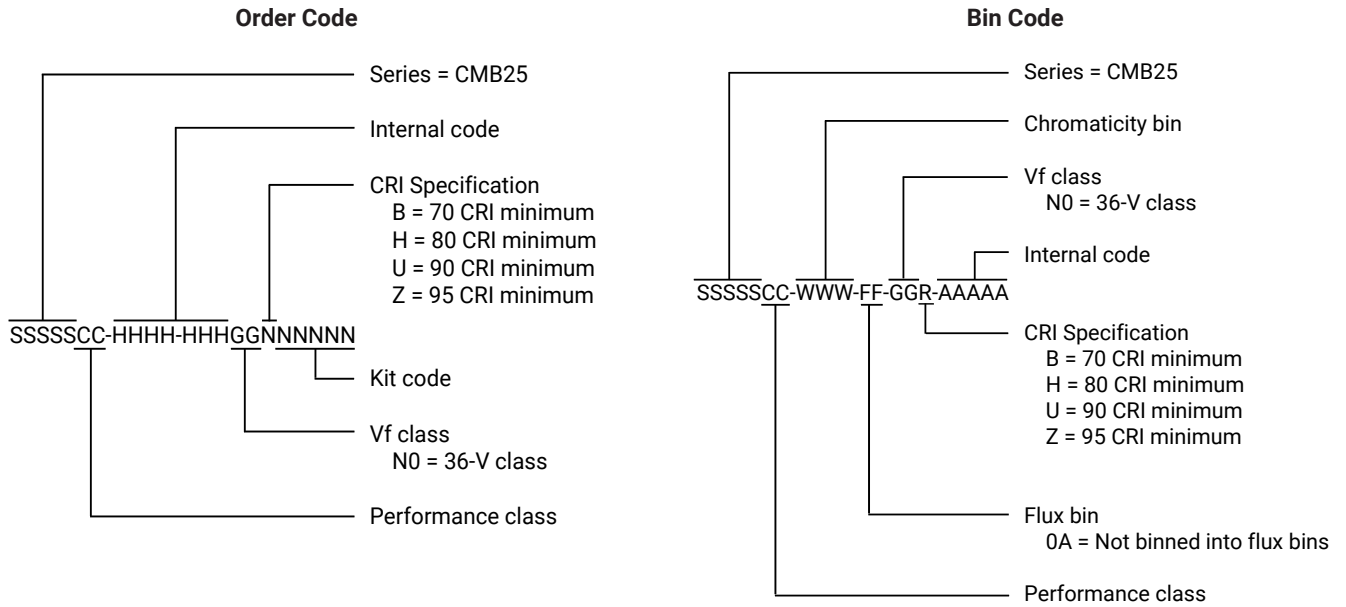 Order Code
Series = CMB25
Internal code
CRI Specification
B = 70 CRI minimum
H = 80 CRI minimum
U = 90 CRI minimum
Z = 95 CRI minimum
SSSSSCC-HHHH-HHHGGNNNNNN
Kit code
Vf class
N0 = 36-V class
Performance class
Bin Code
Series = CMB25
Chromaticity bin
Vf class
N0 = 36-V class
Internal code
SSSSSCC-WWW-FF-GGR-AAAAA
CRI Specification
B = 70 CRI minimum
H = 80 CRI minimum
U = 90 CRI minimum
Z = 95 CRI minimum
Flux bin
0A = Not binned into flux bins
Performance class